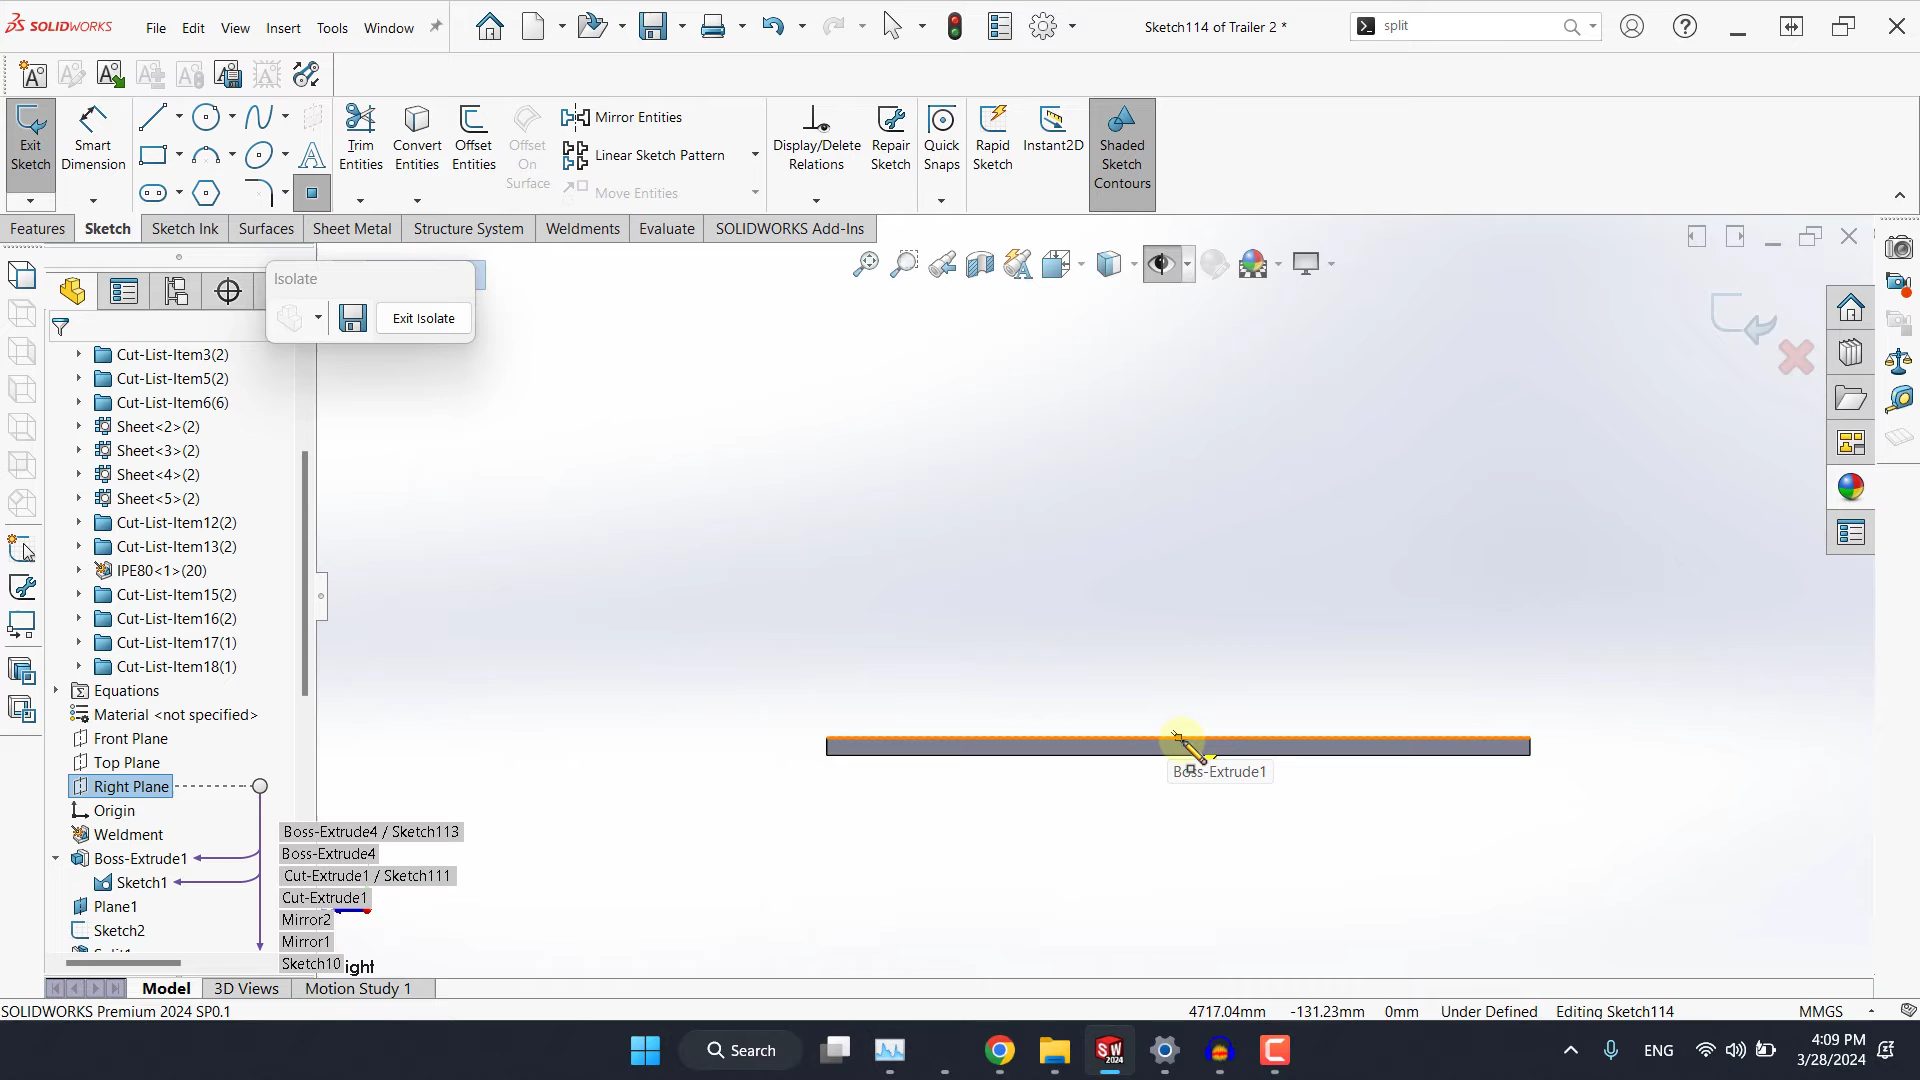 SOLIDWORKS
File
Edit
View
Insert
Tools
Window
Sketch114 of Trailer 2 *
split
Exit
Sketch
Smart
Dimension
Trim
Entities
Convert
Entities
Offset
Entities
Offset
On
Surface
Mirror Entities
Linear Sketch Pattern
Move Entities
Display/Delete
Relations
Repair
Sketch
Quick
Snaps
Rapid
Sketch
Instant2D
Shaded
Sketch
Contours
Features
Sketch
Sketch Ink
Surfaces
Sheet Metal
Structure System
Weldments
Evaluate
SOLIDWORKS Add-Ins
Isolate
Exit Isolate
Cut-List-Item3(2)
Cut-List-Item5(2)
Cut-List-Item6(6)
Sheet<2>(2)
Sheet<3>(2)
Sheet<4>(2)
Sheet<5>(2)
Cut-List-Item12(2)
Cut-List-Item13(2)
IPE80<1>(20)
Cut-List-Item15(2)
Cut-List-Item16(2)
Cut-List-Item17(1)
Cut-List-Item18(1)
Equations
Material <not specified>
Front Plane
Top Plane
Right Plane
Origin
Weldment
Boss-Extrude1
Sketch1
Plane1
Sketch2
Boss-Extrude4 / Sketch113
Boss-Extrude4
Cut-Extrude1 / Sketch111
Cut-Extrude1
Mirror2
Mirror1
Sketch10
ight
Boss-Extrude1
Model
3D Views
Motion Study 1
SOLIDWORKS Premium 2024 SP0.1
4717.04mm
-131.23mm
0mm
Under Defined
Editing Sketch114
MMGS
Search
SW
2024
ENG
4:09 PM
3/28/2024